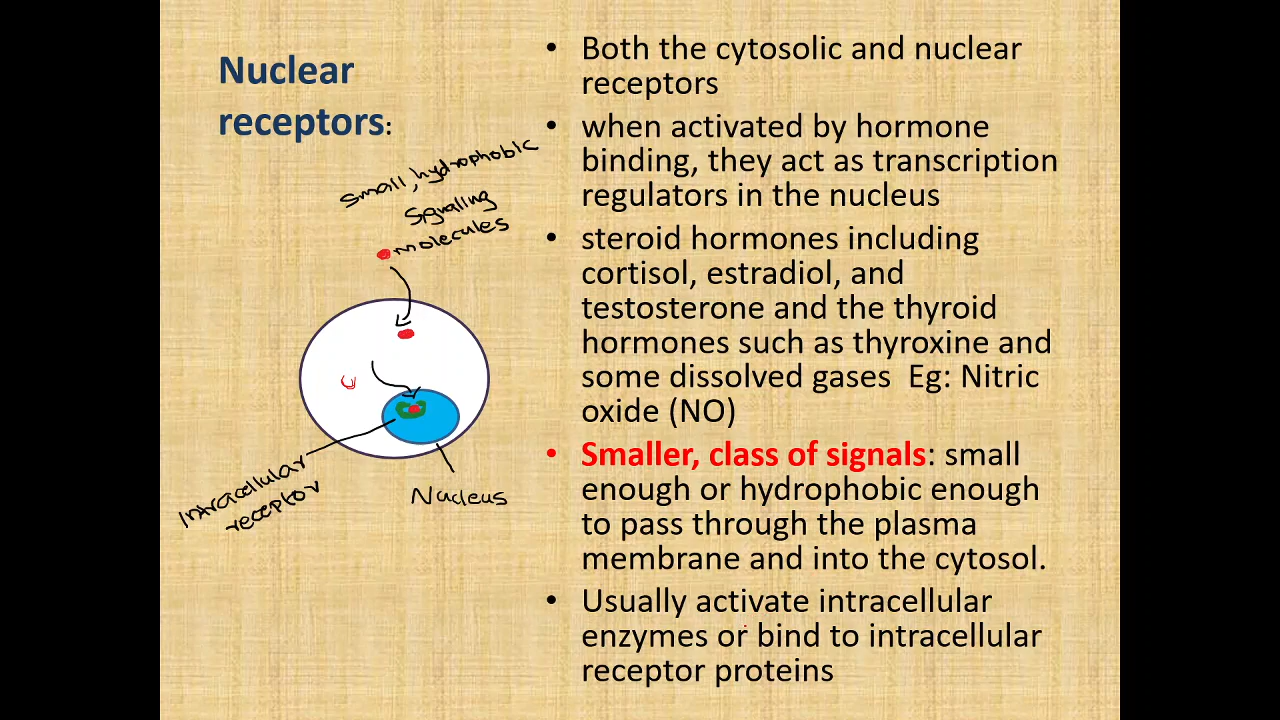 Nuclear
receptors:
small, hydrophobic
Signaling
molecules
Intracellular
receptor
Nucleus
• Both the cytosolic and nuclear
receptors
• when activated by hormone
binding, they act as transcription
regulators in the nucleus
• steroid hormones including
cortisol, estradiol, and
testosterone and the thyroid
hormones such as thyroxine and
some dissolved gases  Eg: Nitric
oxide (NO)
• Smaller, class of signals: small
enough or hydrophobic enough
to pass through the plasma
membrane and into the cytosol.
• Usually activate intracellular
enzymes or bind to intracellular
receptor proteins